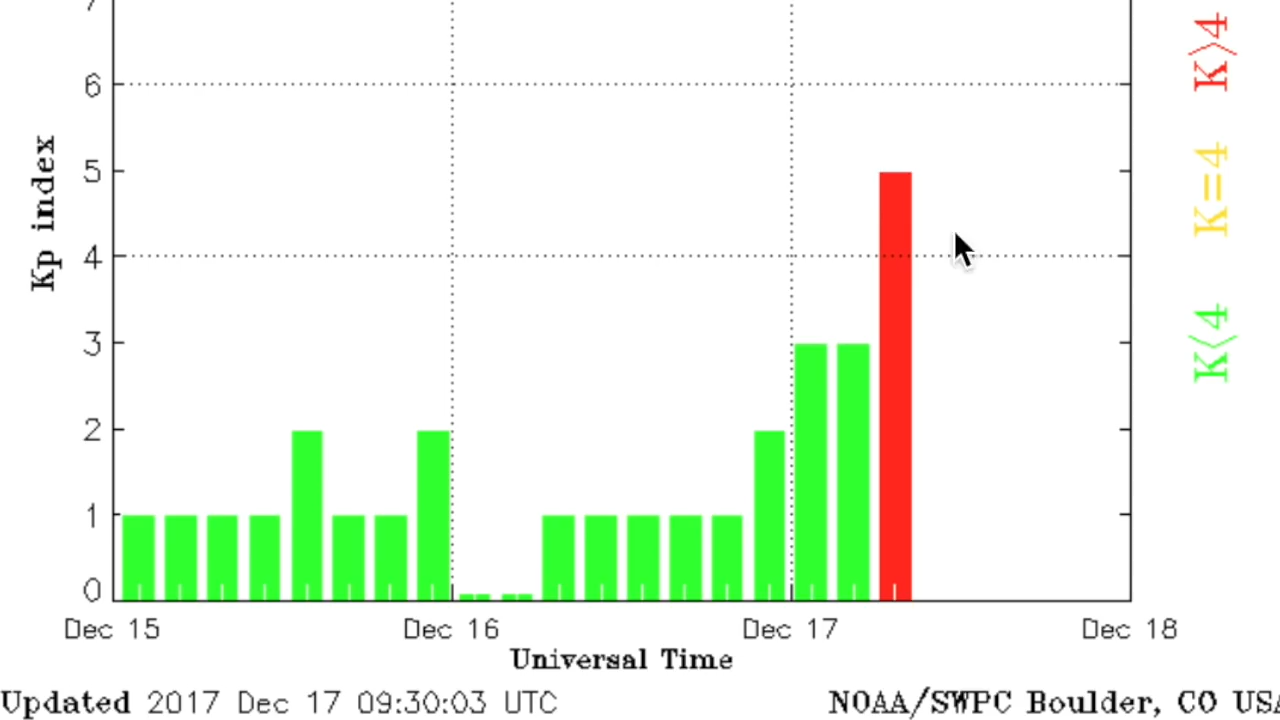 7
6
5
4
3
2
1
0
Kp index
Dec 15 Dec 16 Dec 17 Dec 18
Universal Time
Updated 2017 Dec 17 09:30:03 UTC
NOAA/SWPC Boulder, CO USA
K>4
K=4
K<4